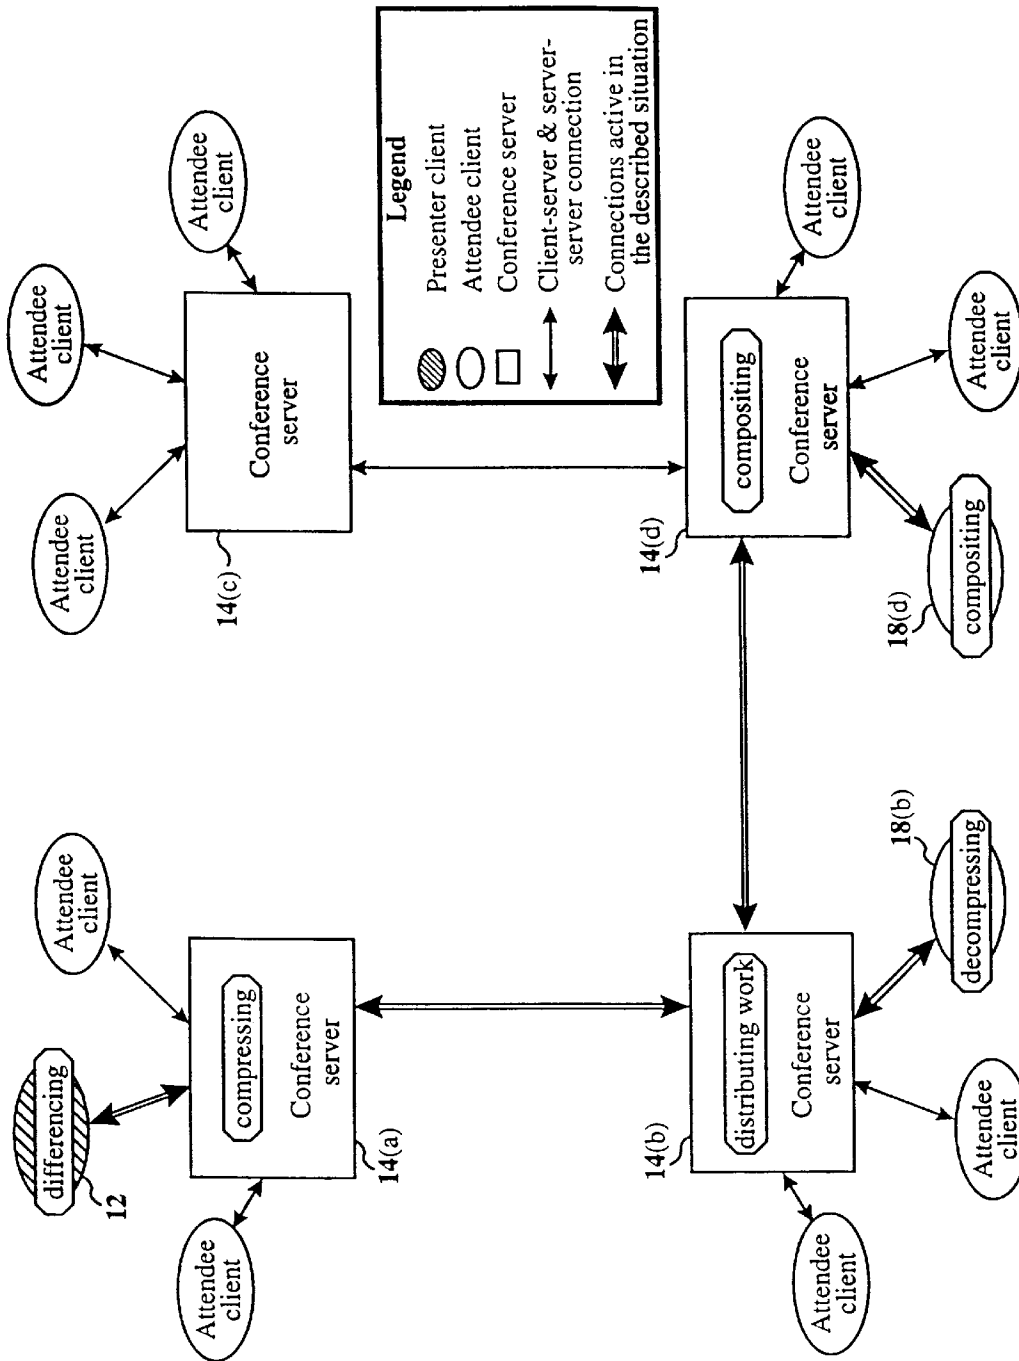 differencing
12
Attendee
client
Attendee
client
Attendee
client
Attendee
client
compressing
Conference
server
14(a)
Conference
server
14(c)
Attendee
client
Legend
Presenter client
Attendee client
Conference server
Client-server & server-
server connection
Connections active in
the described situation
14(b)
distributing work
Conference
server
14(d)
compositing
Conference
server
Attendee
client
Attendee
client
18(b)
18(d)
Attendee
client
decompressing
compositing
Attendee
client